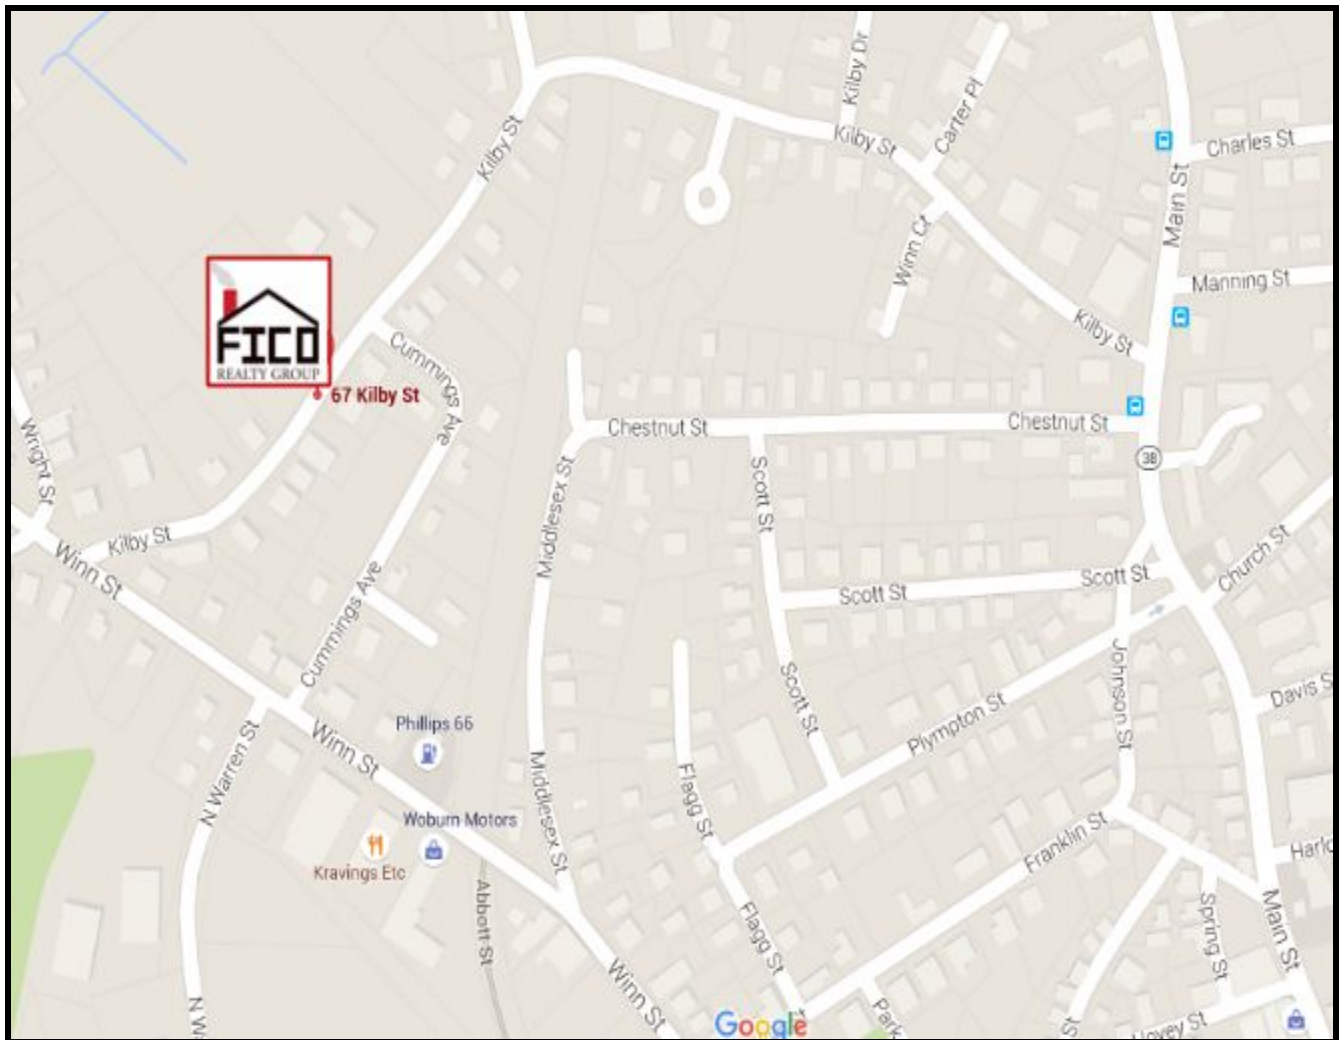 Kilby Dr
Carter Pl
Kilby St
Kilby St
Charles St
Main St
Winn Ct
Manning St
Kilby St
FICO
REALTY GROUP
67 Kilby St
Cummings Ave
Chestnut St
Chestnut St
Wright St
38
Middlesex St
Scott St
Kilby St
Winn St
Church St
Scott St
Scott St
Cummings Ave
Johnson St
Scott St
Davis S
Plympton St
N Warren St
Winn St
Phillips 66
Middlesex St
Flagg St
Woburn Motors
Kravings Etc
Franklin St
Harlo
Abbott St
Flagg St
Spring St
Main St
Winn St
N W
Park
St
Hovey St
Google